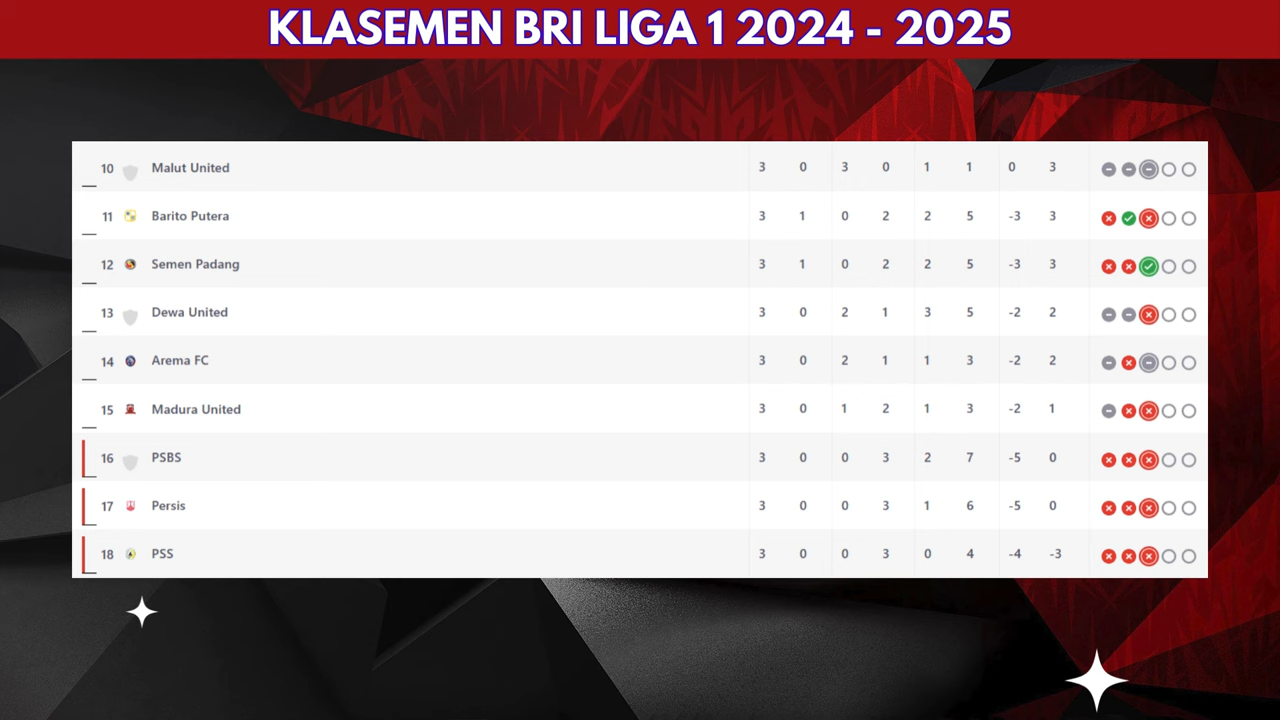 KLASEMEN BRI LIGA 1 2024 - 2025
10 Malut United 3 0 3 0 1 1 0 3
11 Barito Putera 3 1 0 2 2 5 -3 3
12 Semen Padang 3 1 0 2 2 5 -3 3
13 Dewa United 3 0 2 1 3 5 -2 2
14 Arema FC 3 0 2 1 1 3 -2 2
15 Madura United 3 0 1 2 1 3 -2 1
16 PSBS 3 0 0 3 2 7 -5 0
17 Persis 3 0 0 3 1 6 -5 0
18 PSS 3 0 0 3 0 4 -4 -3